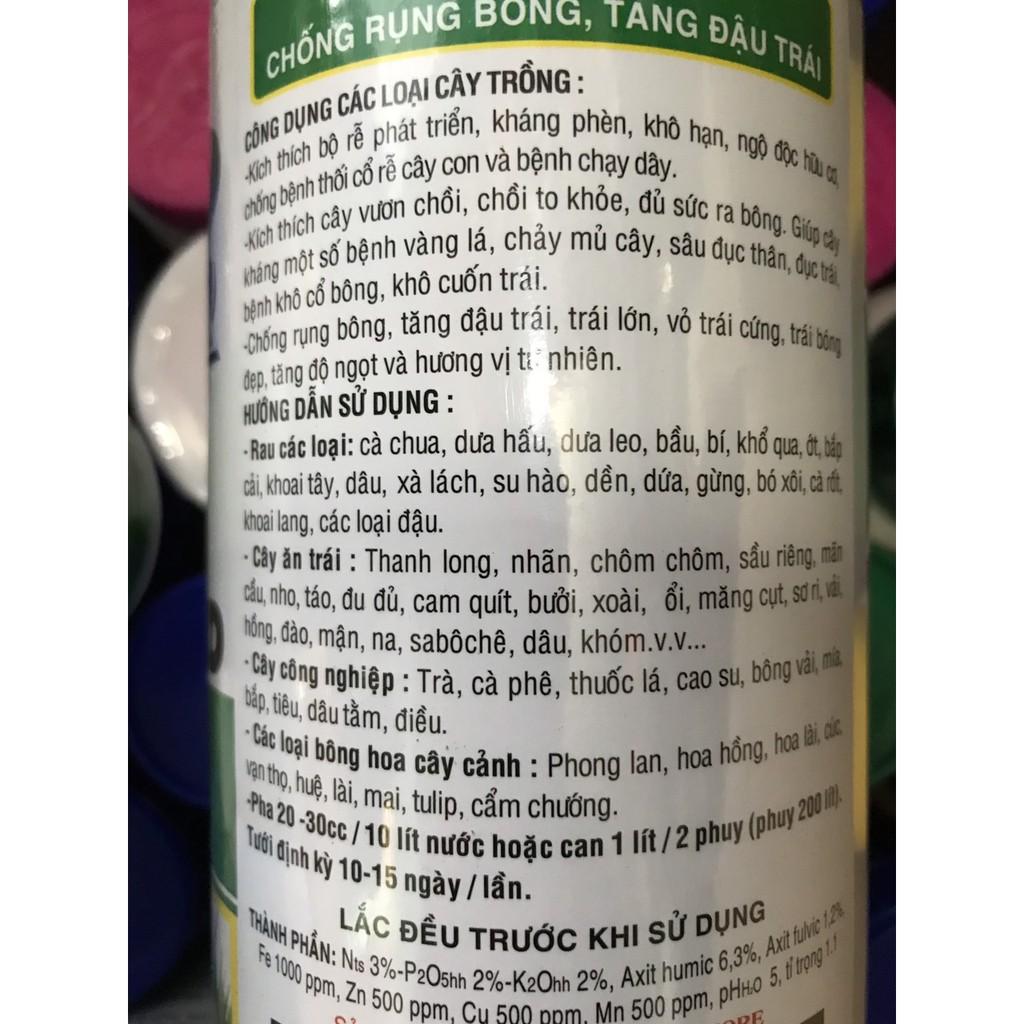 CHỐNG RỤNG BÔNG, TĂNG ĐẬU TRÁI
CÔNG DỤNG CÁC LOẠI CÂY TRỒNG :
-Kích thích bộ rễ phát triển, kháng phèn, khô hạn, ngộ độc hữu cơ,
chống bệnh thối cổ rễ cây con và bệnh chạy dây.
-Kích thích cây vươn chồi, chồi to khỏe, đủ sức ra bông. Giúp cây
kháng một số bệnh vàng lá, chảy mủ cây, sâu đục thân, đục trái,
bệnh khô cổ bông, khô cuốn trái.
-Chống rụng bông, tăng đậu trái, trái lớn, vỏ trái cứng, trái bóng
đẹp, tăng độ ngọt và hương vị tự nhiên.
HƯỚNG DẪN SỬ DỤNG :
-Rau các loại: cà chua, dưa hấu, dưa leo, bầu, bí, khổ qua, ớt, bắp
cải, khoai tây, dâu, xà lách, su hào, dền, dứa, gừng, bó xôi, cà rốt,
khoai lang, các loại đậu.
- Cây ăn trái : Thanh long, nhãn, chôm chôm, sầu riêng, mãn
cầu, nho, táo, đu đủ, cam quít, bưởi, xoài, ổi, măng cụt, sơ ri, vải,
hồng, đào, mận, na, sabôchê, dâu, khóm.v.v...
- Cây công nghiệp : Trà, cà phê, thuốc lá, cao su, bông vải, mía,
bắp, tiêu, dâu tằm, điều.
- Các loại bông hoa cây cảnh : Phong lan, hoa hồng, hoa lài, cúc,
vạn thọ, huệ, lài, mai, tulip, cẩm chướng.
-Pha 20 -30cc / 10 lít nước hoặc can 1 lít / 2 phuy (phuy 200 lít).
Tưới định kỳ 10-15 ngày / lần.
LẮC ĐỀU TRƯỚC KHI SỬ DỤNG
THÀNH PHẦN: Nts 3%-P2O5hh 2%-K2Ohh 2%, Axit humic 6,3%, Axit fulvic 1,2%,
Fe 1000 ppm, Zn 500 ppm, Cu 500 ppm, Mn 500 ppm, pHH2O 5, tỉ trọng 1.1